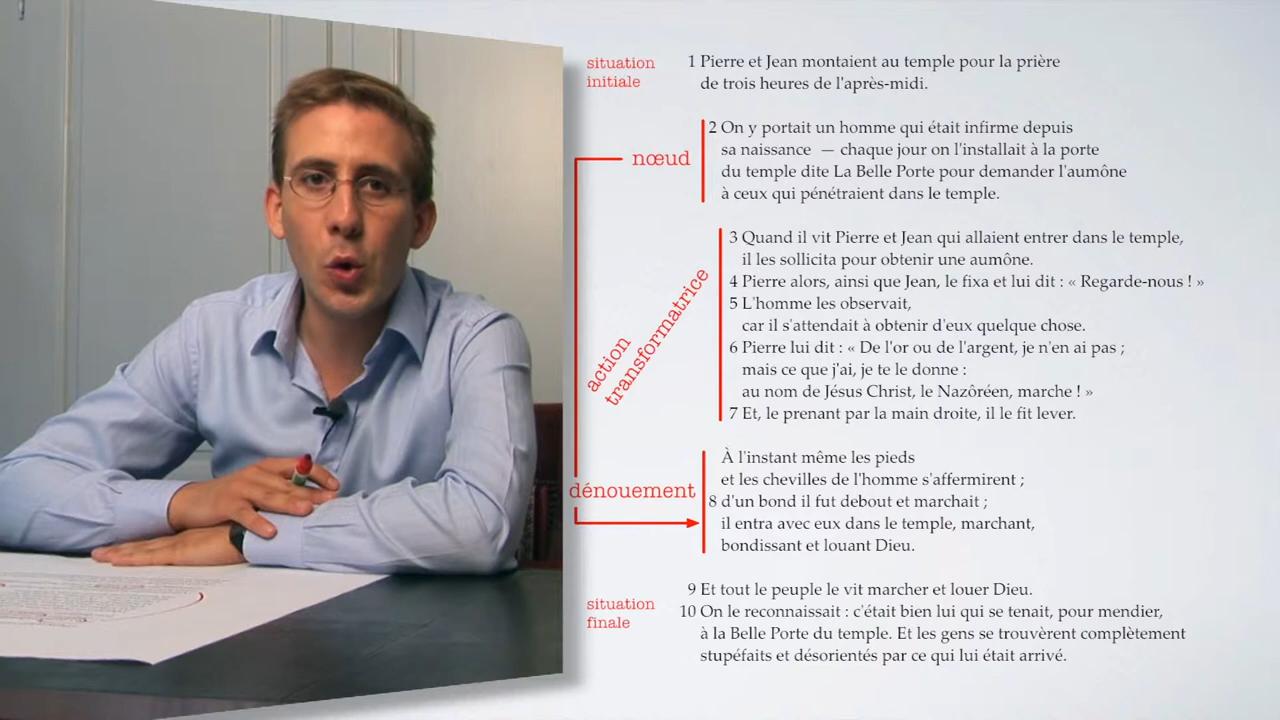 situation
initiale
1 Pierre et Jean montaient au temple pour la prière
de trois heures de l'après-midi.
nœud
2 On y portait un homme qui était infirme depuis
sa naissance — chaque jour on l'installait à la porte
du temple dite La Belle Porte pour demander l'aumône
à ceux qui pénétraient dans le temple.
action
transformatrice
3 Quand il vit Pierre et Jean qui allaient entrer dans le temple,
il les sollicita pour obtenir une aumône.
4 Pierre alors, ainsi que Jean, le fixa et lui dit : « Regarde-nous ! »
5 L'homme les observait,
car il s'attendait à obtenir d'eux quelque chose.
6 Pierre lui dit : « De l'or ou de l'argent, je n'en ai pas ;
mais ce que j'ai, je te le donne :
au nom de Jésus Christ, le Nazôréen, marche ! »
7 Et, le prenant par la main droite, il le fit lever.
dénouement
À l'instant même les pieds
et les chevilles de l'homme s'affermirent ;
8 d'un bond il fut debout et marchait ;
il entra avec eux dans le temple, marchant,
bondissant et louant Dieu.
situation
finale
9 Et tout le peuple le vit marcher et louer Dieu.
10 On le reconnaissait : c'était bien lui qui se tenait, pour mendier,
à la Belle Porte du temple. Et les gens se trouvèrent complètement
stupéfaits et désorientés par ce qui lui était arrivé.